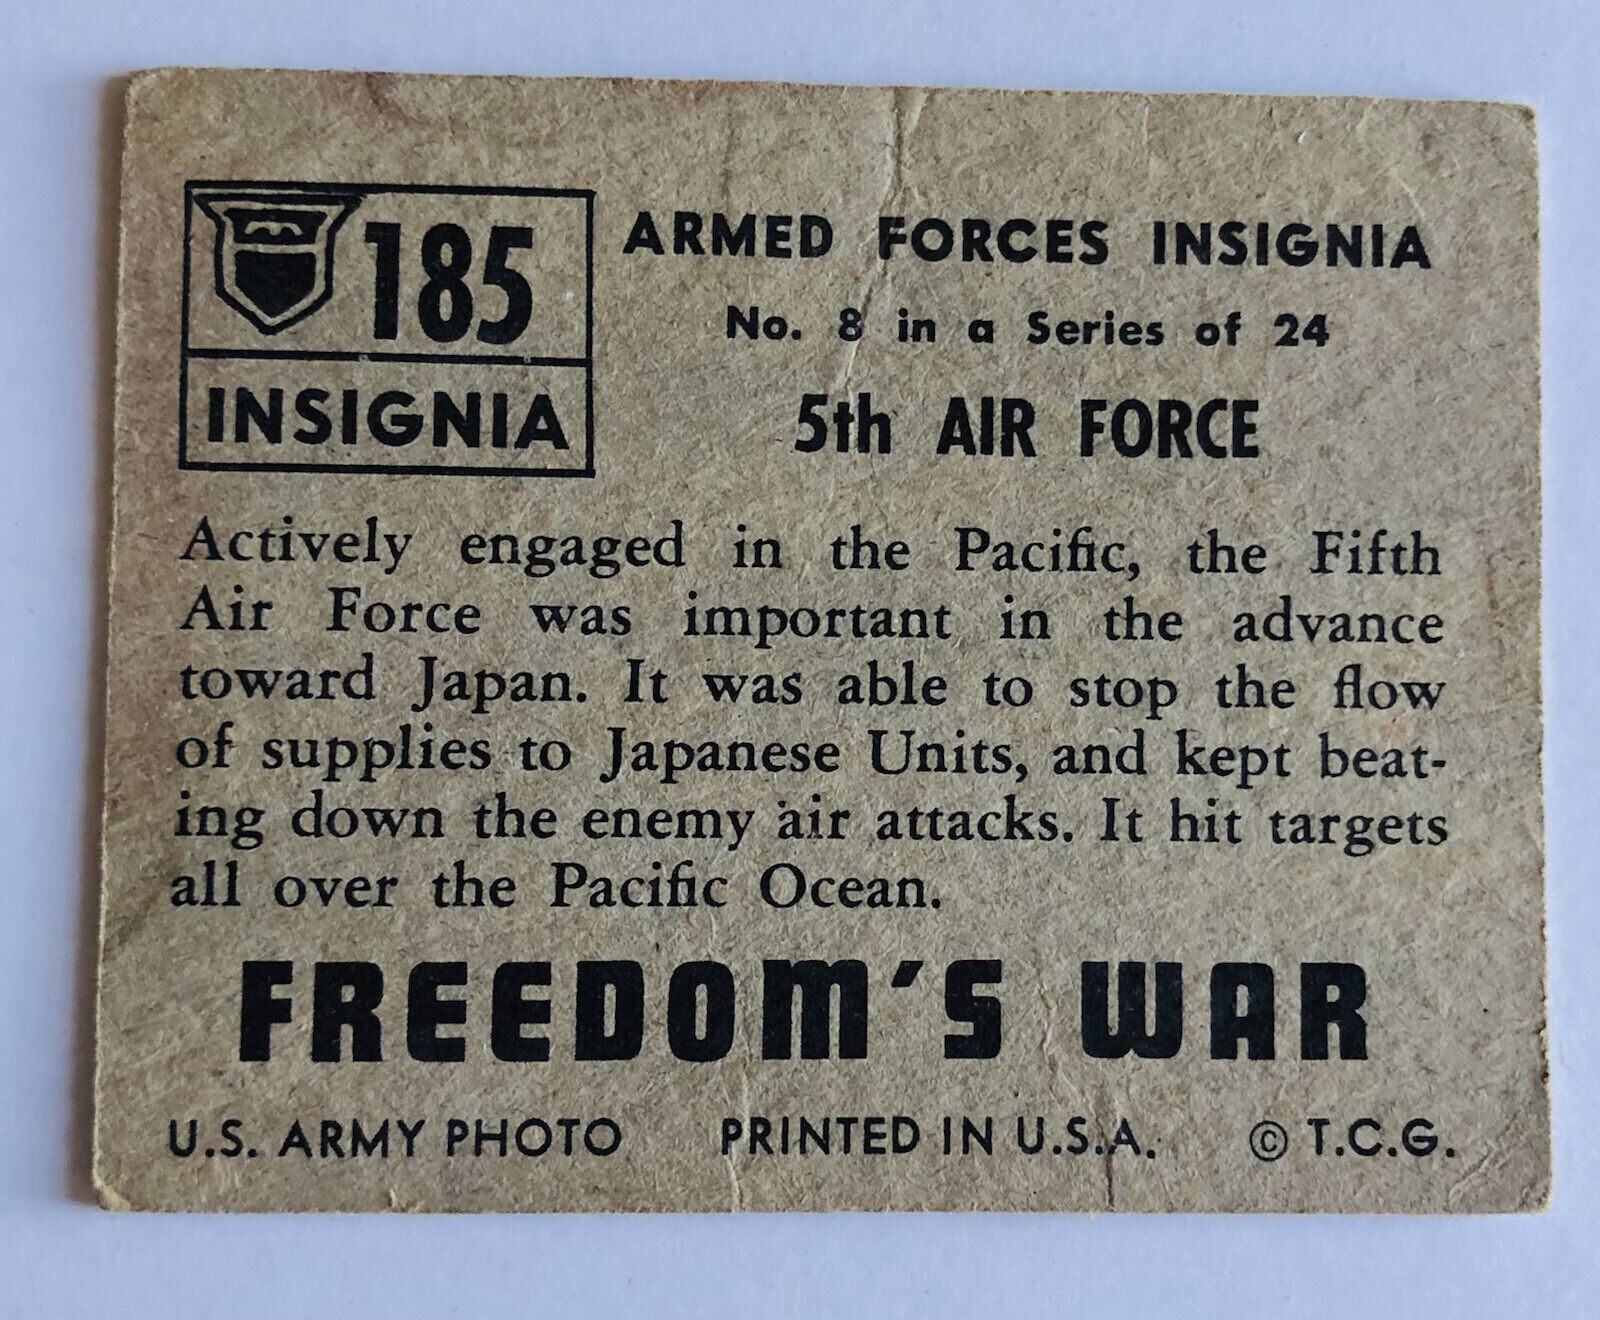 185
INSIGNIA
ARMED FORCES INSIGNIA
No. 8 in a Series of 24
5th AIR FORCE
Actively engaged in the Pacific, the Fifth
Air Force was important in the advance
toward Japan. It was able to stop the flow
of supplies to Japanese Units, and kept beat-
ing down the enemy air attacks. It hit targets
all over the Pacific Ocean.
FREEDOM'S WAR
U.S. ARMY PHOTO PRINTED IN U.S.A. © T.C.G.